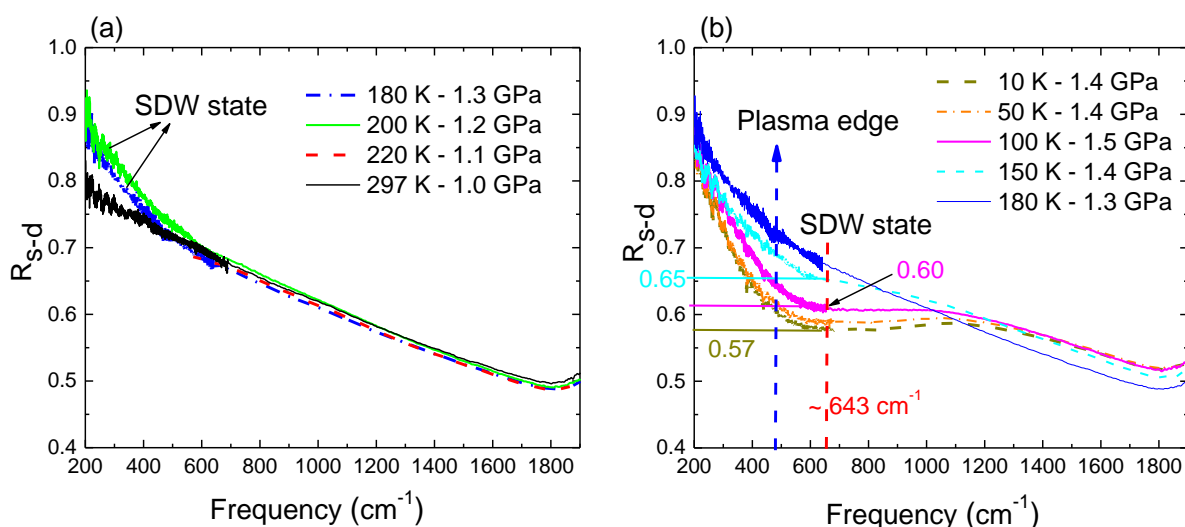 (a)
SDW state
180 K - 1.3 GPa
200 K - 1.2 GPa
220 K - 1.1 GPa
297 K - 1.0 GPa
1.0
0.9
0.8
0.7
0.6
0.5
0.4
R_{s-d}
200 400 600 800 1000 1200 1400 1600 1800
Frequency (cm⁻¹)
(b)
10 K - 1.4 GPa
50 K - 1.4 GPa
100 K - 1.5 GPa
150 K - 1.4 GPa
180 K - 1.3 GPa
Plasma edge
SDW state
0.60
0.65
0.57
~ 643 cm⁻¹
1.0
0.9
0.8
0.7
0.6
0.5
0.4
R_{s-d}
200 400 600 800 1000 1200 1400 1600 1800
Frequency (cm⁻¹)